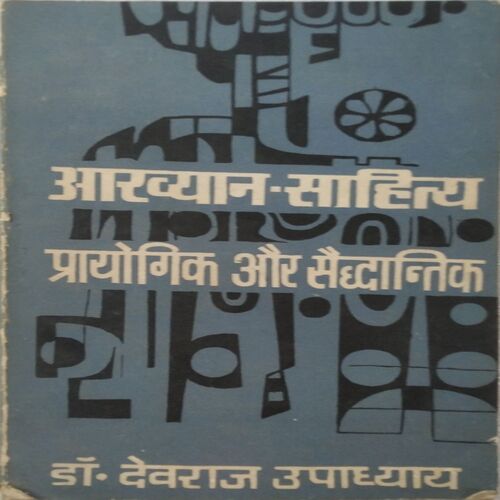 आख्यान-साहित्य
प्रायोगिक और सैद्धान्तिक
डॉ॰ देवराज उपाध्याय